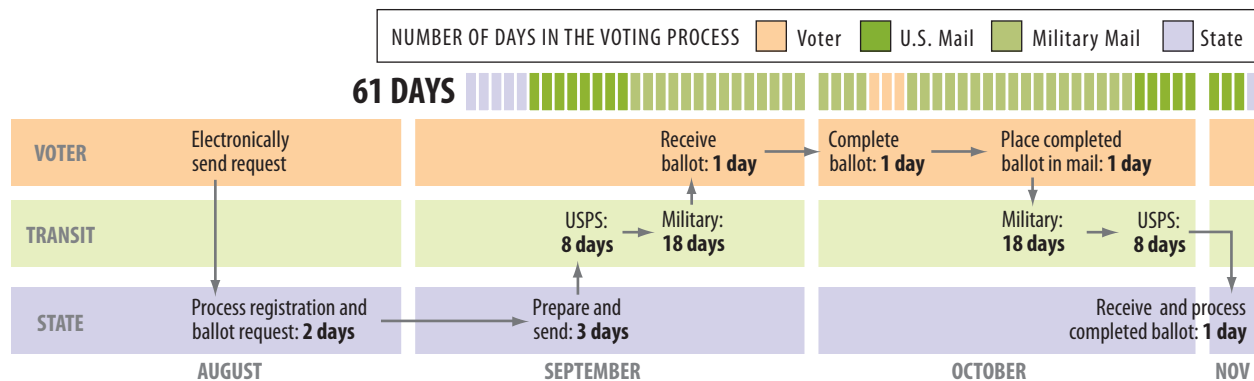 NUMBER OF DAYS IN THE VOTING PROCESS Voter U.S. Mail Military Mail State
61 DAYS
VOTER
Electronically
send request
Receive
ballot: 1 day
Complete
ballot: 1 day
Place completed
ballot in mail: 1 day
TRANSIT
USPS:
8 days
Military:
18 days
Military:
18 days
USPS:
8 days
STATE
Process registration and
ballot request: 2 days
Prepare and
send: 3 days
Receive and process
completed ballot: 1 day
AUGUST
SEPTEMBER
OCTOBER
NOV